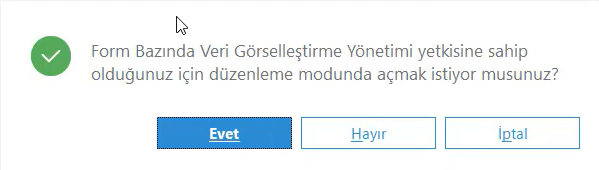 Form Bazında Veri Görselleştirme Yönetimi yetkisine sahip
olduğunuz için düzenleme modunda açmak istiyor musunuz?
Evet
Hayır
İptal